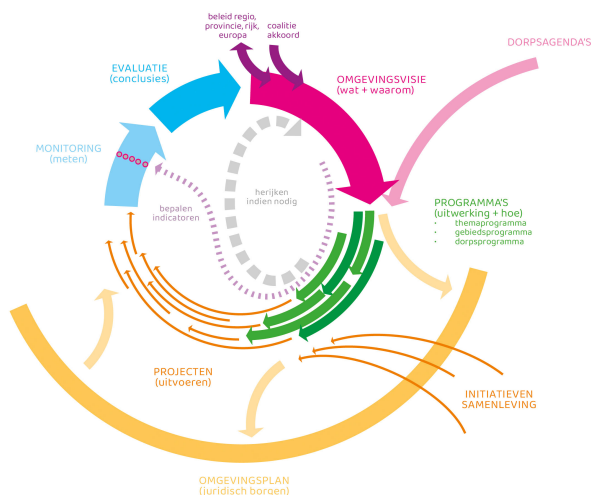 beleid regio,
provincie, rijk,
europa
coalitie
akkoord
DORPSAGENDA'S
EVALUATIE
(conclusies)
OMGEVINGSVISIE
(wat + waarom)
MONITORING
(meten)
herijken
indien nodig
bepalen
indicatoren
PROGRAMMA'S
(uitwerking + hoe)
• themaprogramma
• gebiedsprogramma
• dorpsprogramma
PROJECTEN
(uitvoeren)
INITIATIEVEN
SAMENLEVING
OMGEVINGSPLAN
(juridisch borgen)